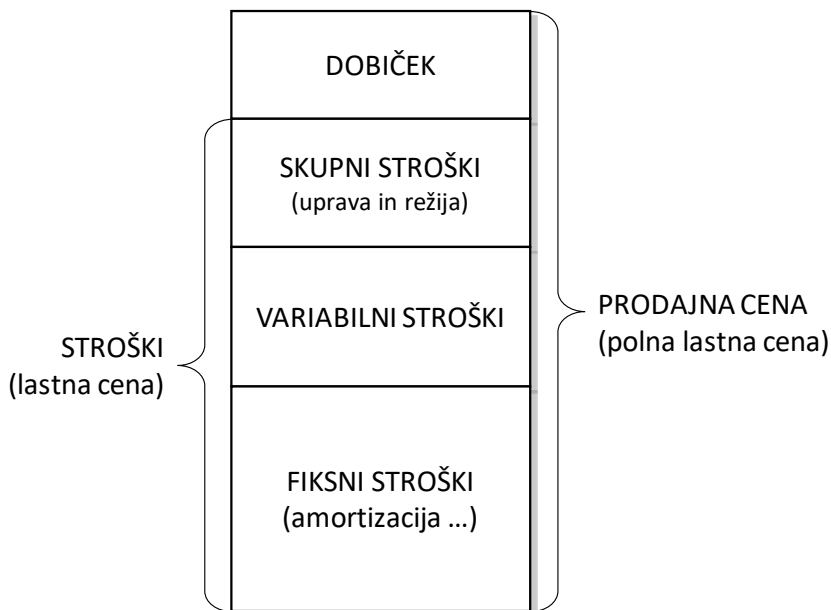 DOBIČEK
SKUPNI STROŠKI
(uprava in režija)
VARIABILNI STROŠKI
FIKSNI STROŠKI
(amortizacija ...)
STROŠKI
(lastna cena)
PRODAJNA CENA
(polna lastna cena)